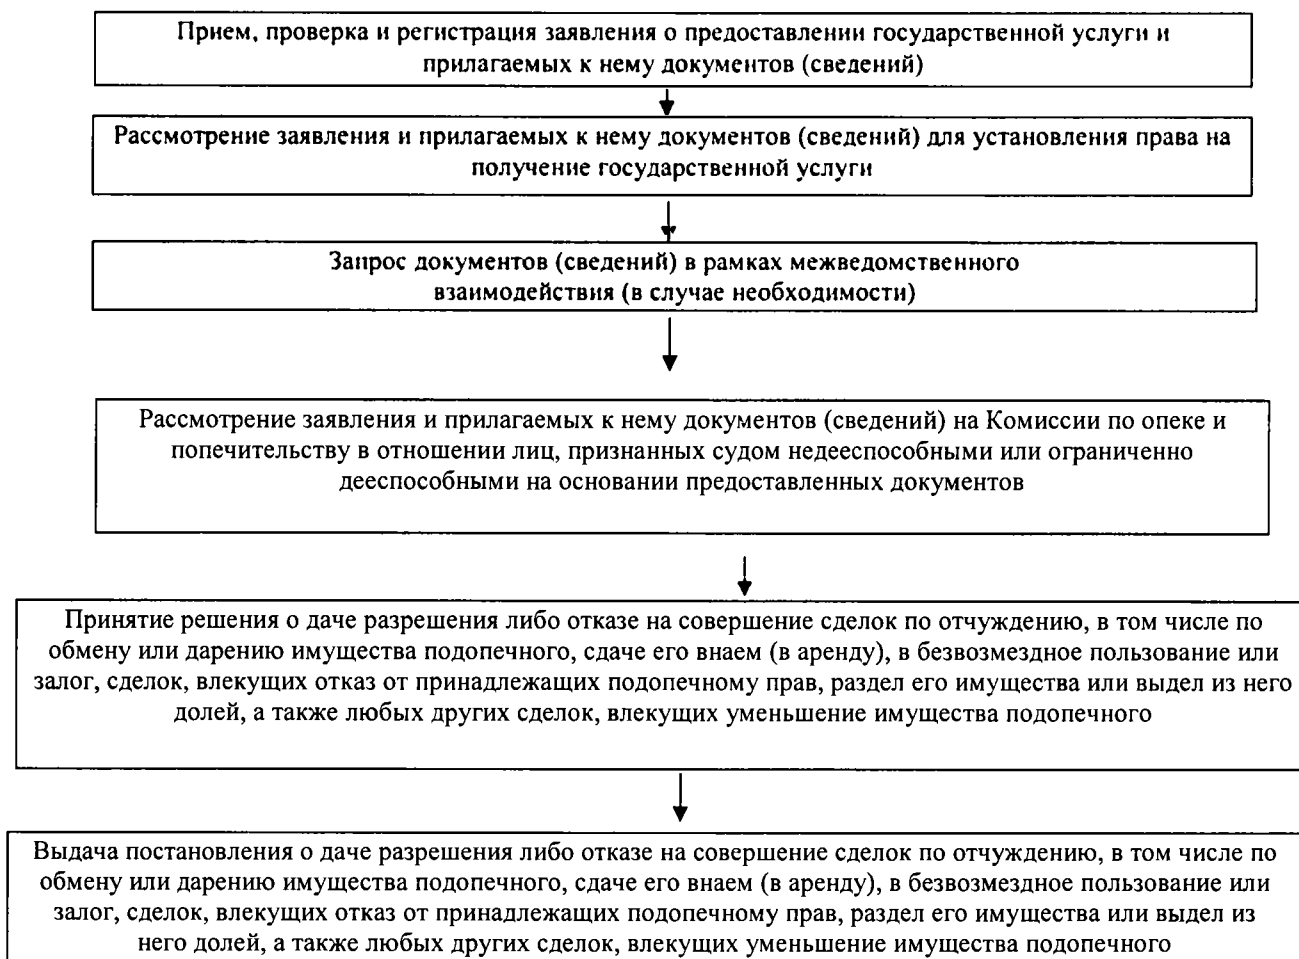 Прием, проверка и регистрация заявления о предоставлении государственной услуги и
прилагаемых к нему документов (сведений)
Рассмотрение заявления и прилагаемых к нему документов (сведений) для установления права на
получение государственной услуги
Запрос документов (сведений) в рамках межведомственного
взаимодействия (в случае необходимости)
Рассмотрение заявления и прилагаемых к нему документов (сведений) на Комиссии по опеке и
попечительству в отношении лиц, признанных судом недееспособными или ограниченно
дееспособными на основании предоставленных документов
Принятие решения о даче разрешения либо отказе на совершение сделок по отчуждению, в том числе по
обмену или дарению имущества подопечного, сдаче его внаем (в аренду), в безвозмездное пользование или
залог, сделок, влекущих отказ от принадлежащих подопечному прав, раздел его имущества или выдел из него
долей, а также любых других сделок, влекущих уменьшение имущества подопечного
Выдача постановления о даче разрешения либо отказе на совершение сделок по отчуждению, в том числе по
обмену или дарению имущества подопечного, сдаче его внаем (в аренду), в безвозмездное пользование или
залог, сделок, влекущих отказ от принадлежащих подопечному прав, раздел его имущества или выдел из
него долей, а также любых других сделок, влекущих уменьшение имущества подопечного